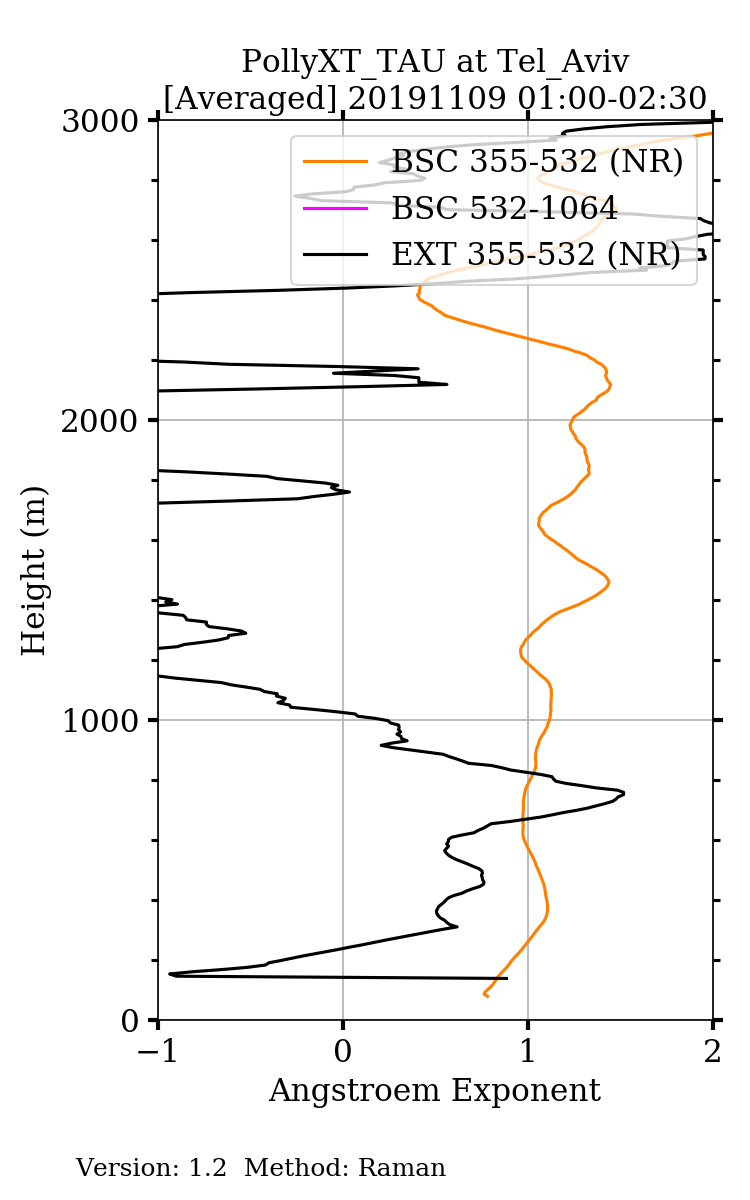 PollyXT_TAU at Tel_Aviv
[Averaged] 20191109 01:00-02:30
3000
BSC 355-532 (NR)
BSC 532-1064
EXT 355-532 (NR)
2000
Height (m)
1000
0
−1 0 1 2
Angstroem Exponent
Version: 1.2 Method: Raman